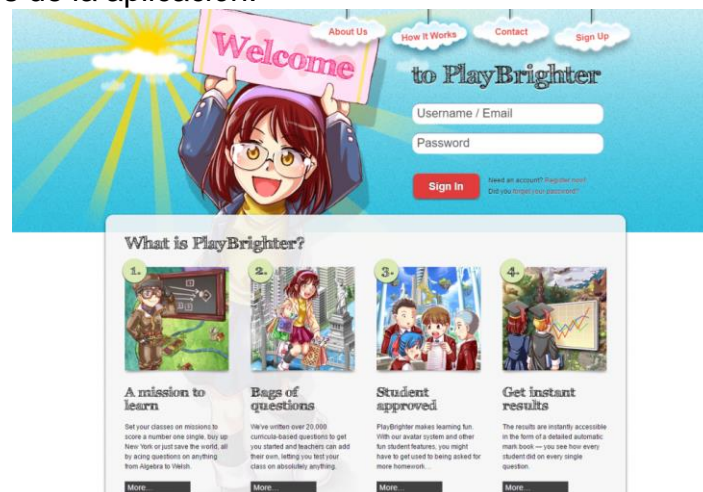 de la aplicación.
About Us
How It Works
Contact
Sign Up
Welcome
to PlayBrighter
Username / Email
Password
Sign In
Need an account? Register now!
Did you forget your password?
What is PlayBrighter?
1.
2.
3.
4.
A mission to
learn
Set your classes on missions to
score a number one single, buy up
New York or just save the world, all
by acing questions on anything
from Algebra to Welsh.
More...
Bags of
questions
We've written over 20,000
curricula-based questions to get
you started and teachers can add
their own, letting you test your
class on absolutely anything.
More...
Student
approved
PlayBrighter makes learning fun.
With our avatar system and other
fun student features, you might
have to get used to being asked for
more homework...
More...
Get instant
results
The results are instantly accessible
in the form of a detailed automatic
mark book — you see how every
student did on every single
question.
More...